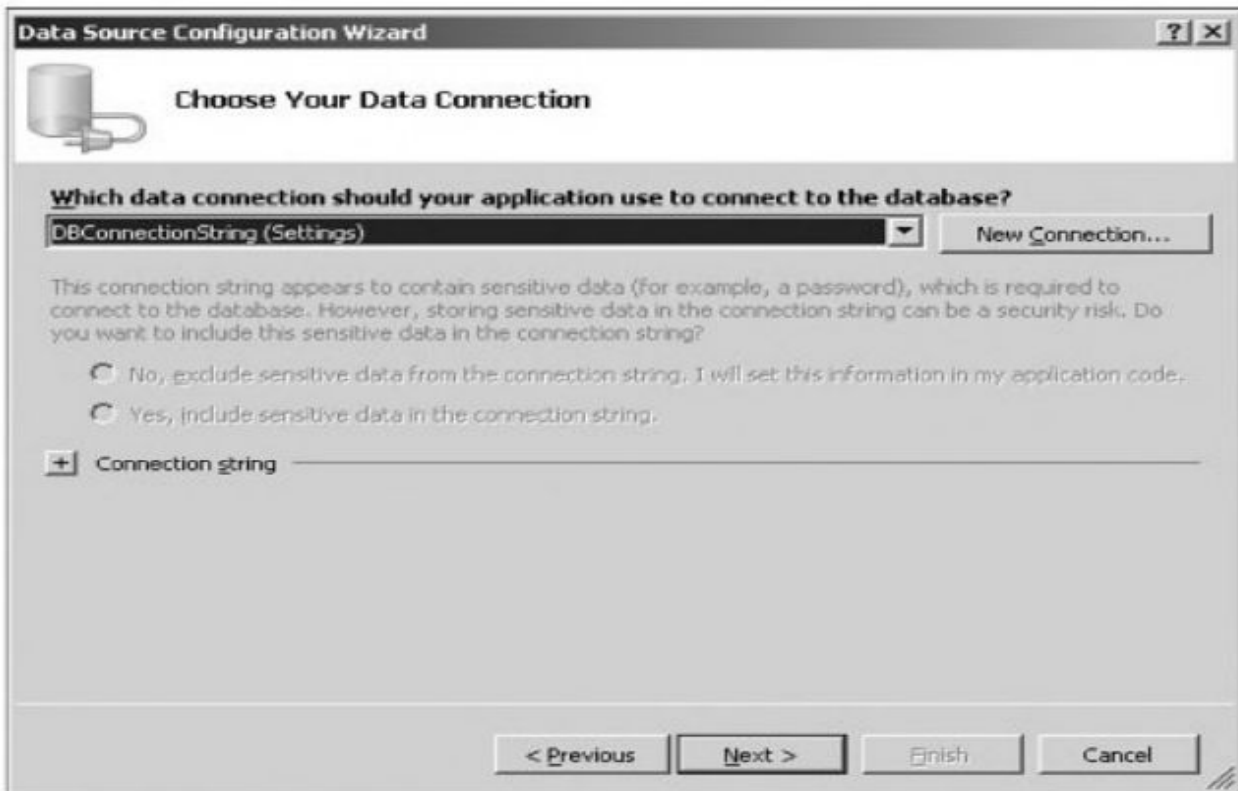 Data Source Configuration Wizard
Choose Your Data Connection
Which data connection should your application use to connect to the database?
DBConnectionString (Settings)
New Connection...
This connection string appears to contain sensitive data (for example, a password), which is required to
connect to the database. However, storing sensitive data in the connection string can be a security risk. Do
you want to include this sensitive data in the connection string?
No, exclude sensitive data from the connection string. I will set this information in my application code.
Yes, include sensitive data in the connection string.
+ Connection string
< Previous
Next >
Finish
Cancel